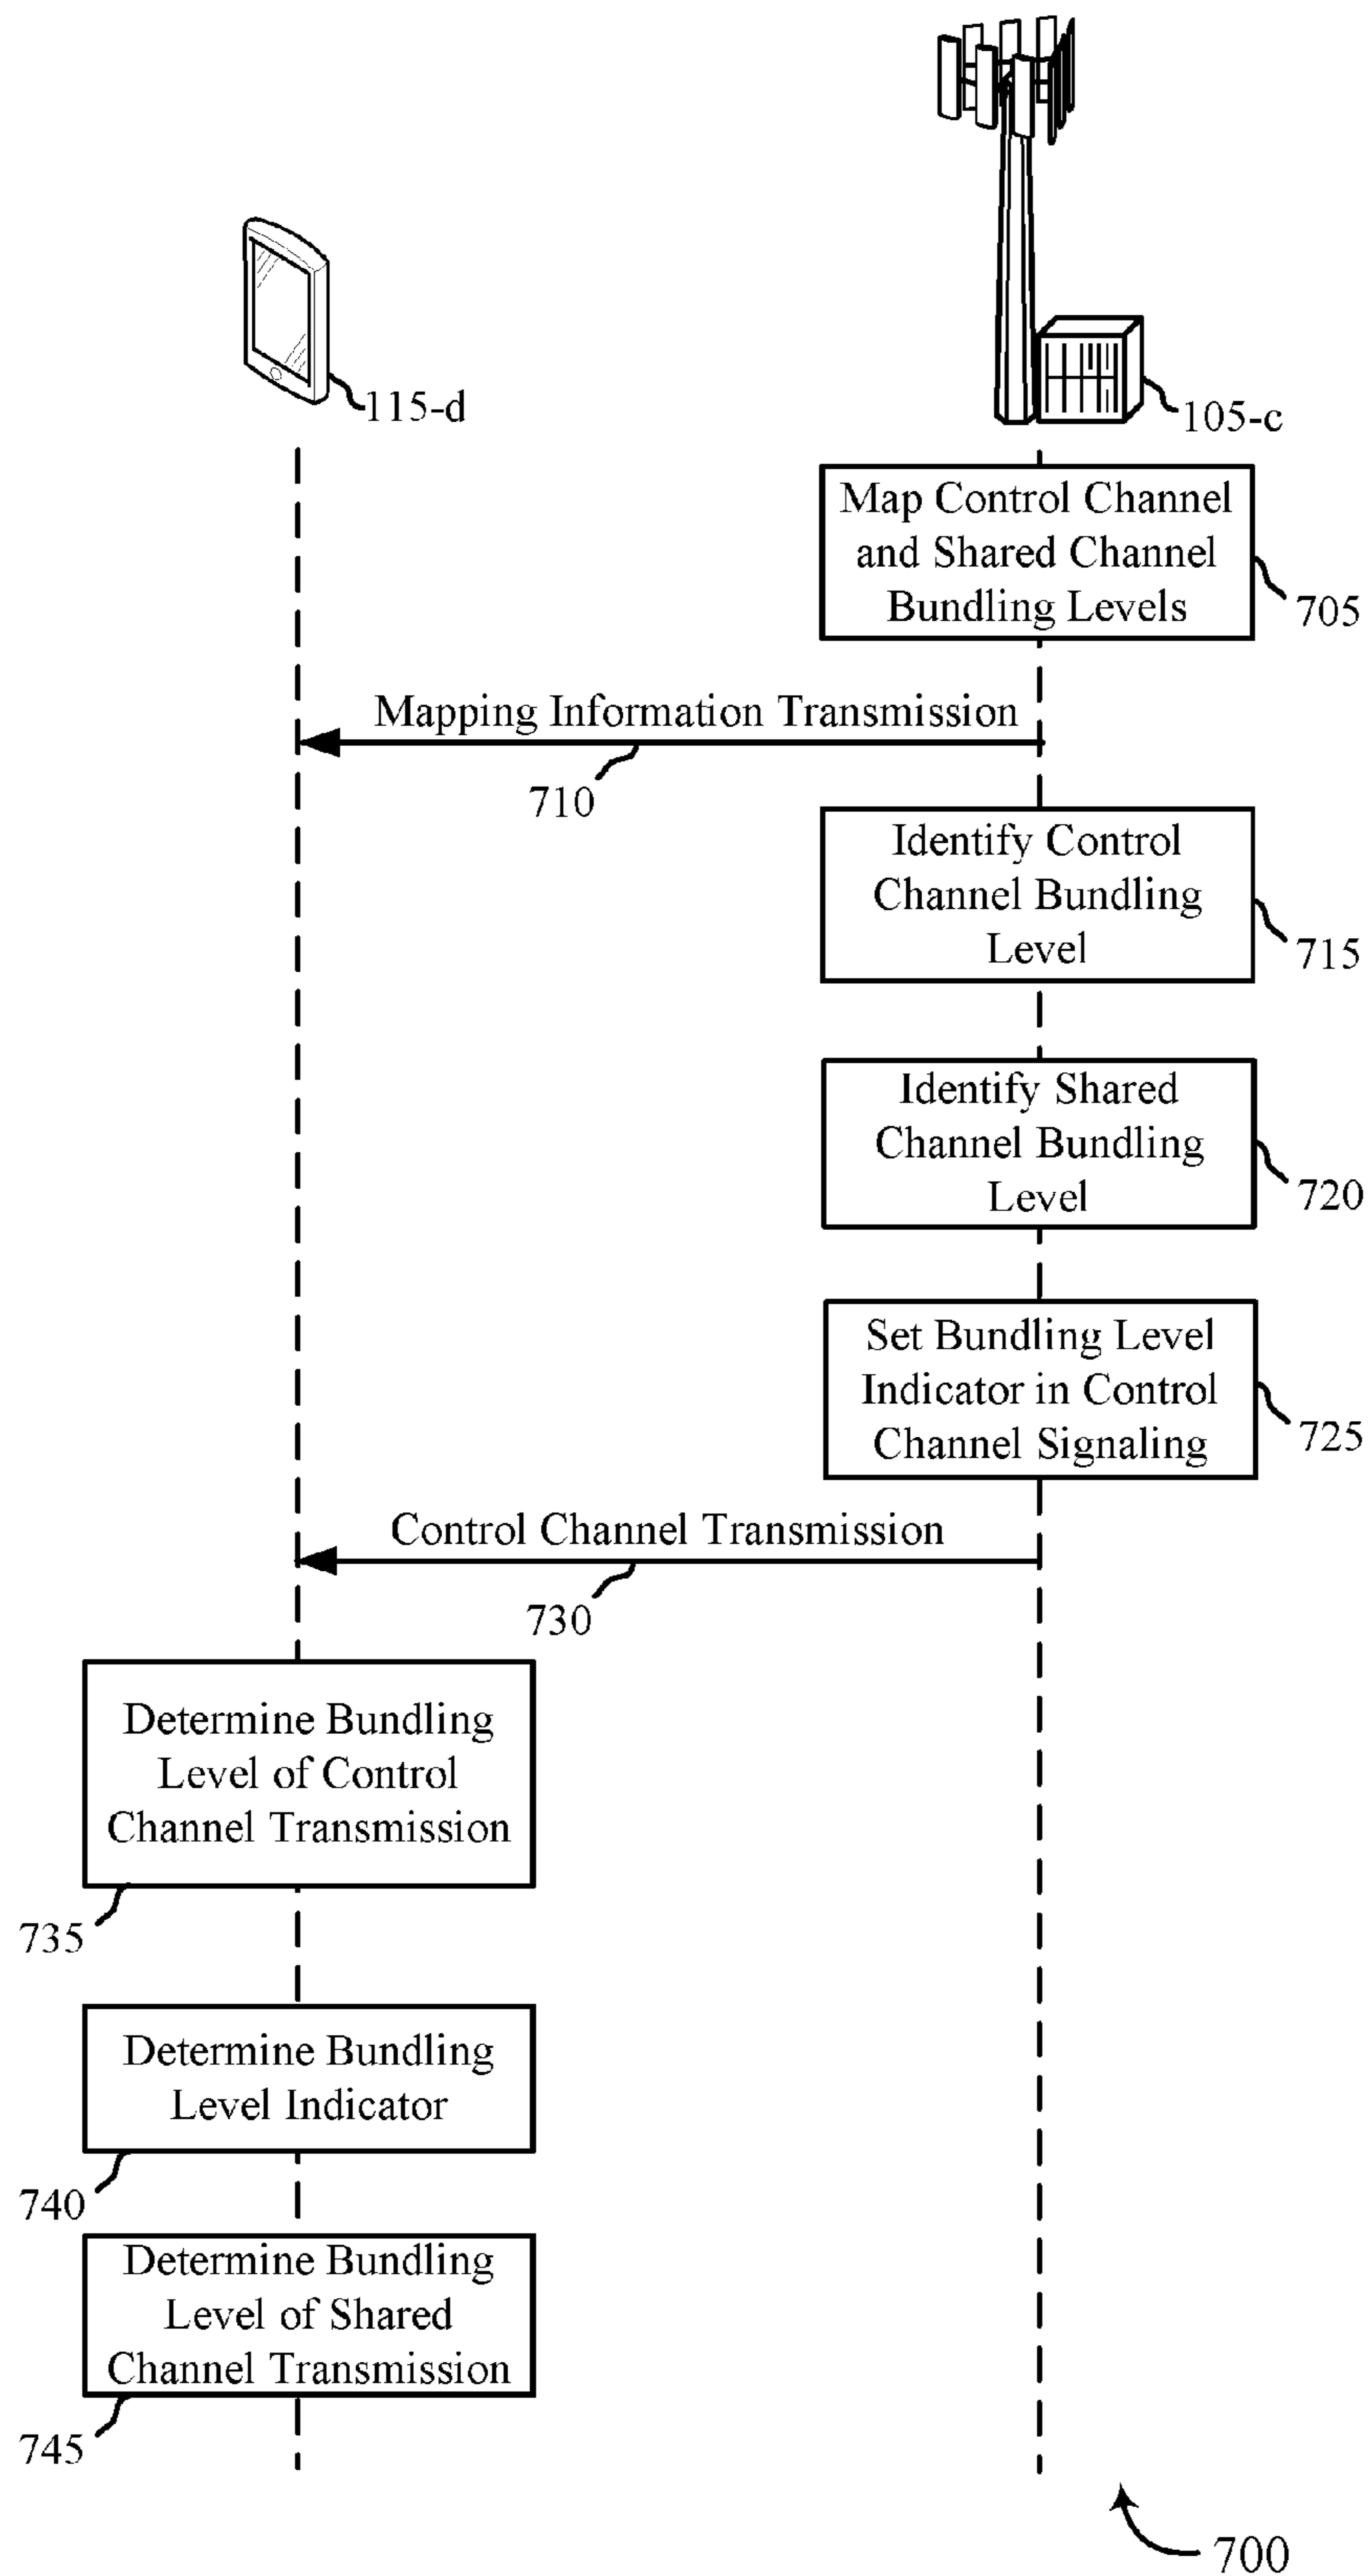 115-d
105-c
Map Control Channel
and Shared Channel
Bundling Levels
705
Mapping Information Transmission
710
Identify Control
Channel Bundling
Level
715
Identify Shared
Channel Bundling
Level
720
Set Bundling Level
Indicator in Control
Channel Signaling
725
Control Channel Transmission
730
Determine Bundling
Level of Control
Channel Transmission
735
Determine Bundling
Level Indicator
740
Determine Bundling
Level of Shared
Channel Transmission
745
700